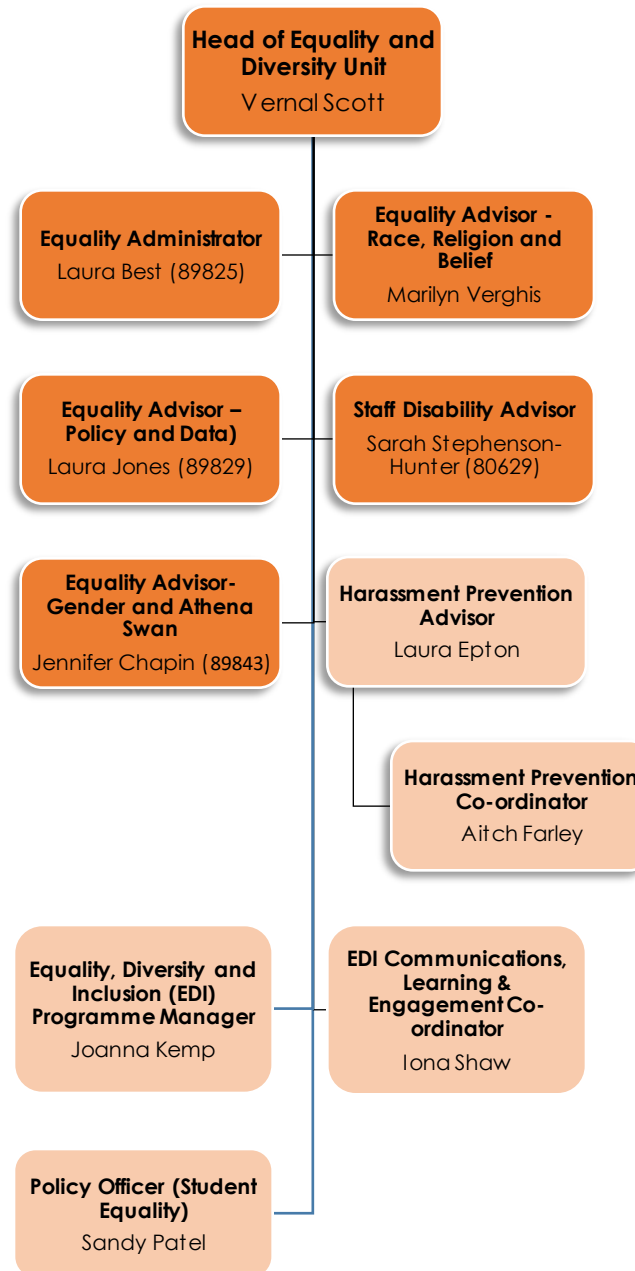 Head of Equality and
Diversity Unit
Vernal Scott
Equality Administrator
Laura Best (89825)
Equality Advisor -
Race, Religion and
Belief
Marilyn Verghis
Equality Advisor –
Policy and Data)
Laura Jones (89829)
Staff Disability Advisor
Sarah Stephenson-
Hunter (80629)
Equality Advisor-
Gender and Athena
Swan
Jennifer Chapin (89843)
Harassment Prevention
Advisor
Laura Epton
Harassment Prevention
Co-ordinator
Aitch Farley
Equality, Diversity and
Inclusion (EDI)
Programme Manager
Joanna Kemp
EDI Communications,
Learning &
Engagement Co-
ordinator
Iona Shaw
Policy Officer (Student
Equality)
Sandy Patel